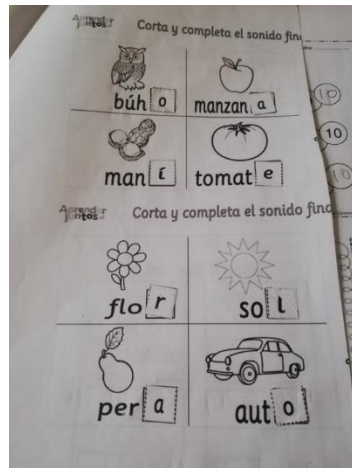 Aprender juntos
Corta y completa el sonido fin
búho manzana
maní tomate
Aprender juntos
Corta y completa el sonido fina
flor sol
pera auto
10
10